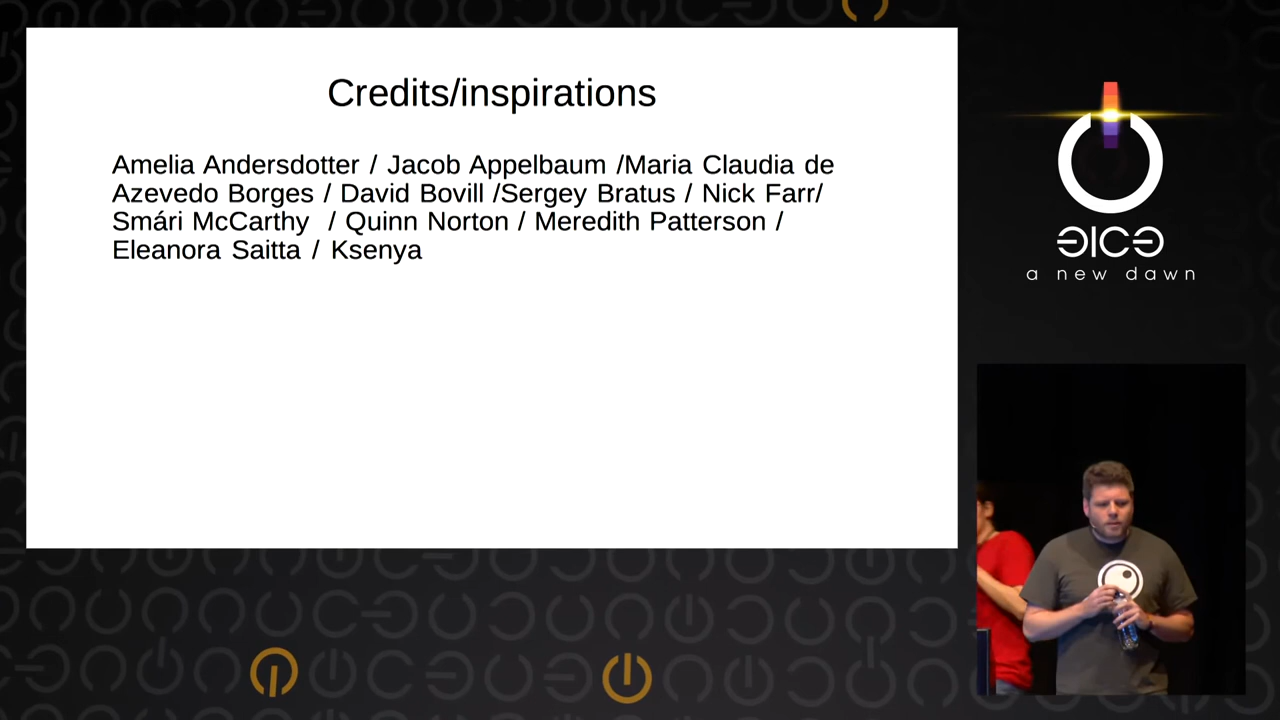 Credits/inspirations
Amelia Andersdotter / Jacob Appelbaum /Maria Claudia de
Azevedo Borges / David Bovill /Sergey Bratus / Nick Farr/
Smári McCarthy  / Quinn Norton / Meredith Patterson /
Eleanora Saitta / Ksenya
a new dawn